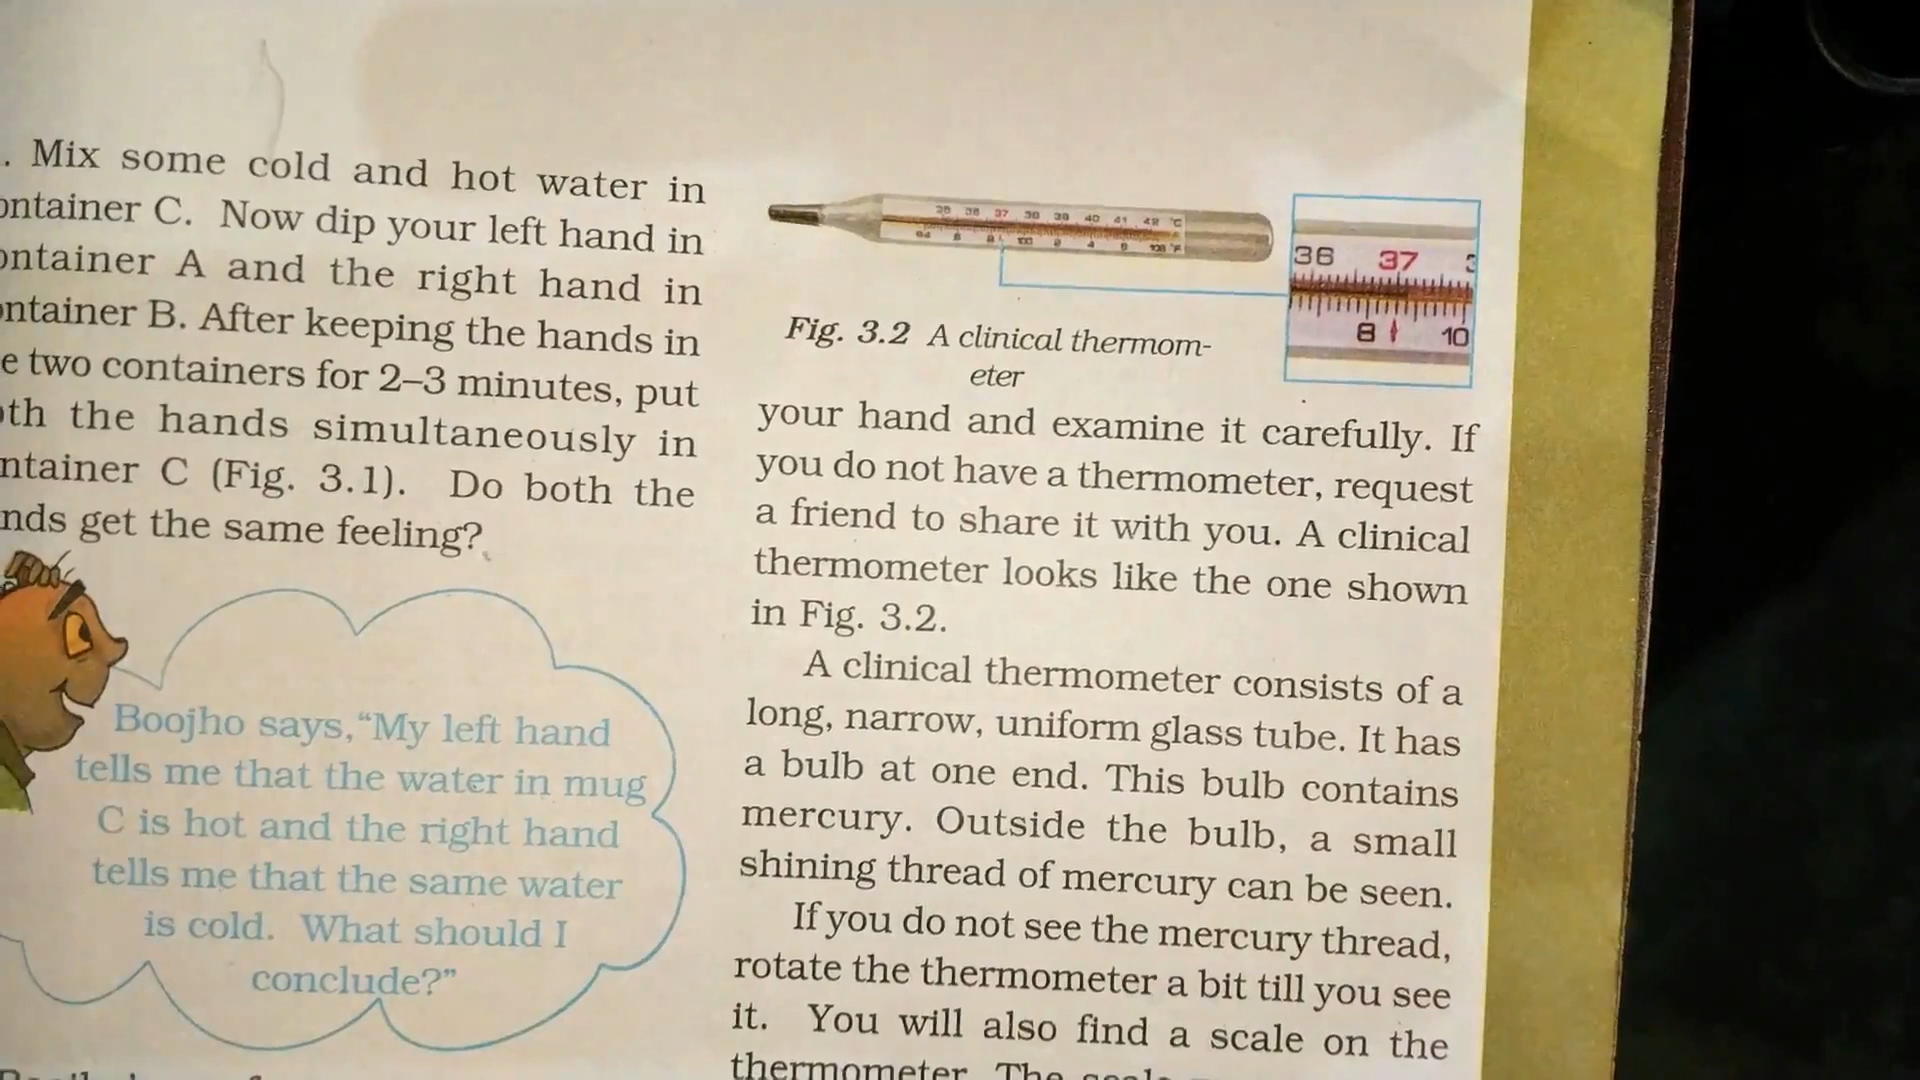 . Mix some cold and hot water in
ontainer C. Now dip your left hand in
ontainer A and the right hand in
ntainer B. After keeping the hands in
e two containers for 2–3 minutes, put
th the hands simultaneously in
ntainer C (Fig. 3.1). Do both the
nds get the same feeling?
Boojho says, “My left hand
tells me that the water in mug
C is hot and the right hand
tells me that the same water
is cold. What should I
conclude?”
37 40 41 °C
36 37
8 10
Fig. 3.2 A clinical thermom-
eter
your hand and examine it carefully. If
you do not have a thermometer, request
a friend to share it with you. A clinical
thermometer looks like the one shown
in Fig. 3.2.
A clinical thermometer consists of a
long, narrow, uniform glass tube. It has
a bulb at one end. This bulb contains
mercury. Outside the bulb, a small
shining thread of mercury can be seen.
If you do not see the mercury thread,
rotate the thermometer a bit till you see
it. You will also find a scale on the
thermometer. The